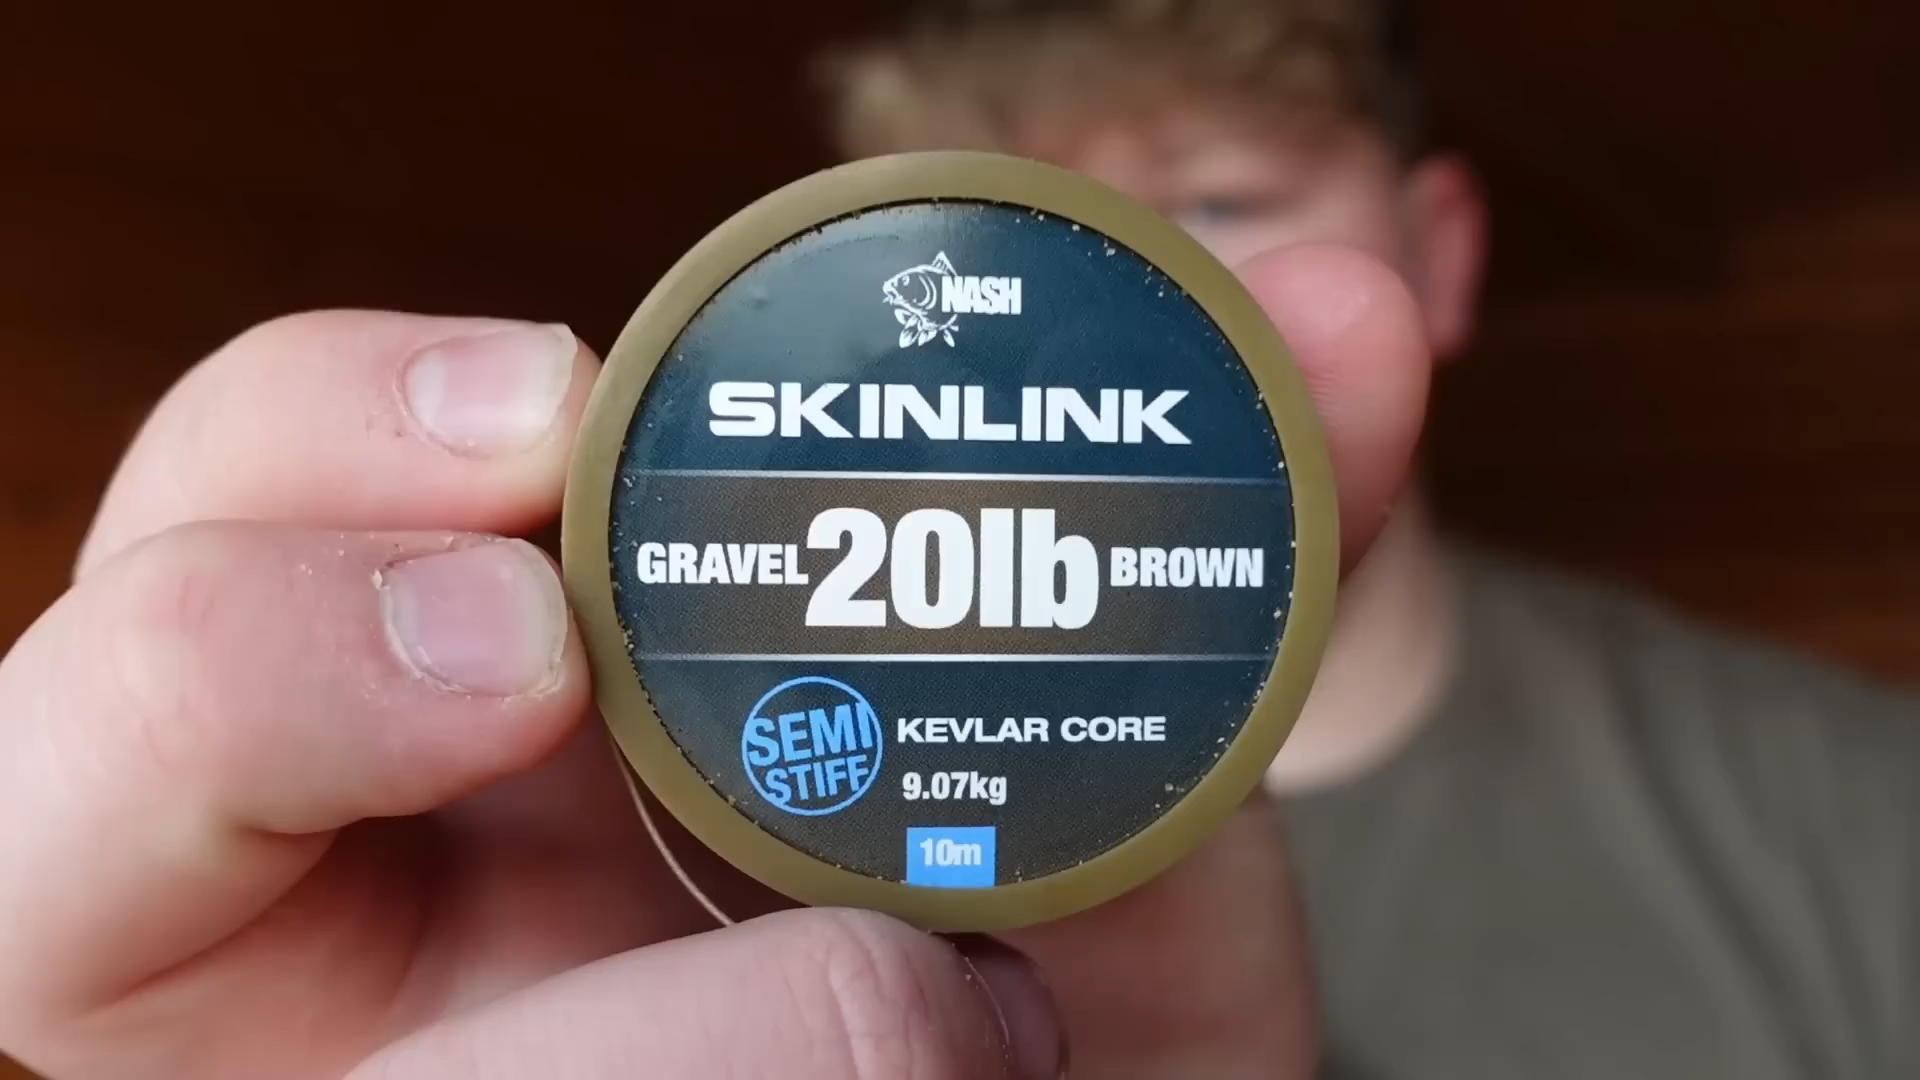 NASH
SKINLINK
GRAVEL 20lb BROWN
SEMI
STIFF
KEVLAR CORE
9.07kg
10m